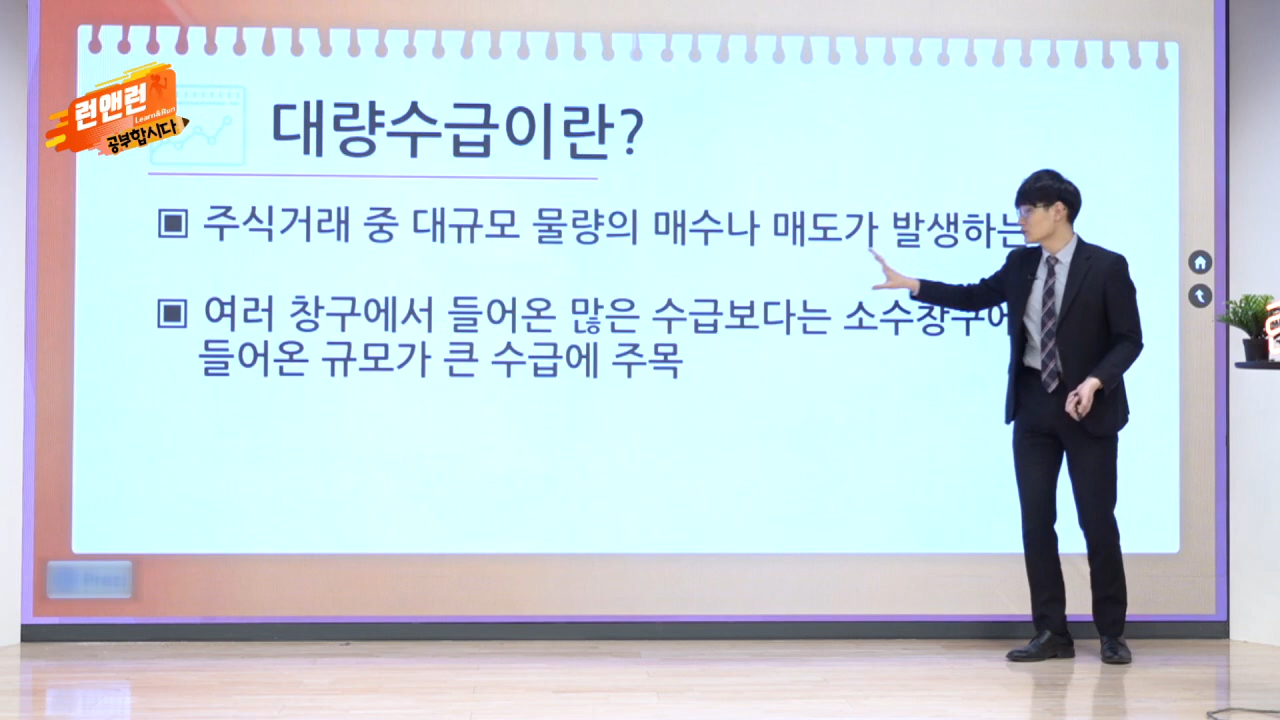 런앤런
Learn&Run
공부합시다
대량수급이란?
주식거래 중 대규모 물량의 매수나 매도가 발생하는
여러 창구에서 들어온 많은 수급보다는 소수창구에
들어온 규모가 큰 수급에 주목
Prezi